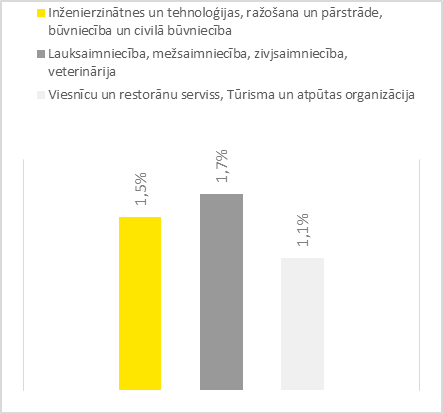 Inženierzinātnes un tehnoloģijas, ražošana un pārstrāde,
būvniecība un civilā būvniecība
Lauksaimniecība, mežsaimniecība, zivjsaimniecība,
veterinārija
Viesnīcu un restorānu serviss, Tūrisma un atpūtas organizācija
1,5%
1,7%
1,1%